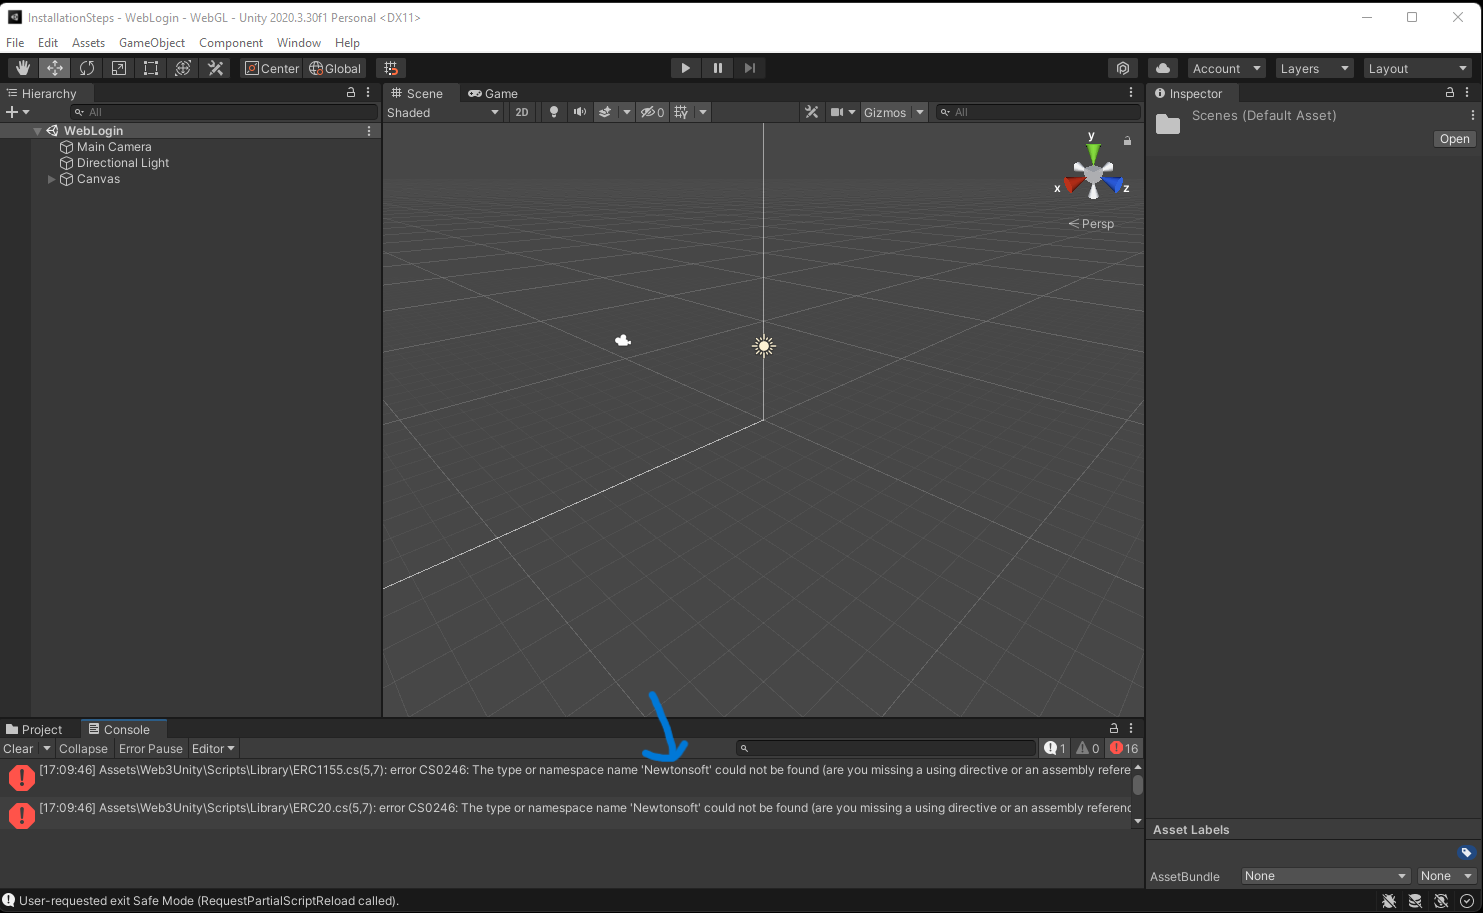 InstallationSteps - WebLogin - WebGL - Unity 2020.3.30f1 Personal <DX11>
File Edit Assets GameObject Component Window Help
Center Global Account Layers Layout
Hierarchy
All
WebLogin
Main Camera
Directional Light
Canvas
Scene Game
Shaded 2D 0 Gizmos All
y
x z
Persp
Inspector
Scenes (Default Asset)
Open
Project Console
Clear Collapse Error Pause Editor 1 0 16
[17:09:46] Assets\Web3Unity\Scripts\Library\ERC1155.cs(5,7): error CS0246: The type or namespace name 'Newtonsoft' could not be found (are you missing a using directive or an assembly refere
[17:09:46] Assets\Web3Unity\Scripts\Library\ERC20.cs(5,7): error CS0246: The type or namespace name 'Newtonsoft' could not be found (are you missing a using directive or an assembly referenc
Asset Labels
AssetBundle None None
User-requested exit Safe Mode (RequestPartialScriptReload called).